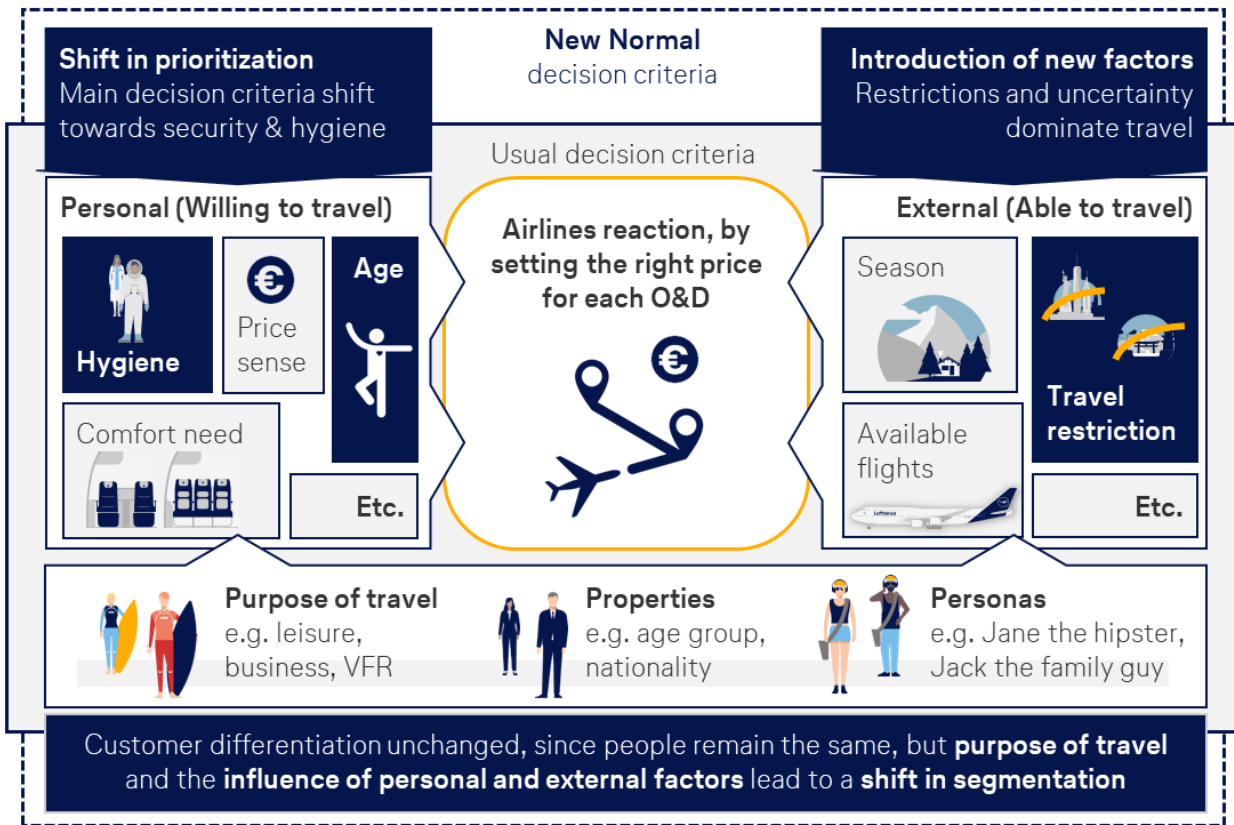 New Normal
decision criteria
Shift in prioritization
Main decision criteria shift
towards security & hygiene
Introduction of new factors
Restrictions and uncertainty
dominate travel
Usual decision criteria
Personal (Willing to travel)
Hygiene
€
Price
sense
Age
Comfort need
Etc.
Airlines reaction, by
setting the right price
for each O&D
€
External (Able to travel)
Season
Travel
restriction
Available
flights
Lufthansa
Etc.
Purpose of travel
e.g. leisure,
business, VFR
Properties
e.g. age group,
nationality
Personas
e.g. Jane the hipster,
Jack the family guy
Customer differentiation unchanged, since people remain the same, but purpose of travel
and the influence of personal and external factors lead to a shift in segmentation